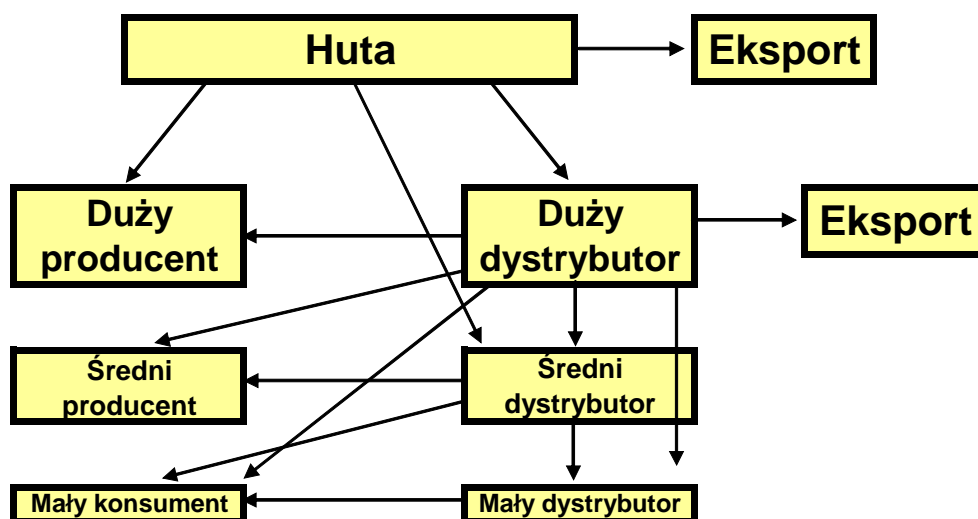 Huta
Eksport
Duży
producent
Duży
dystrybutor
Eksport
Średni
producent
Średni
dystrybutor
Mały konsument
Mały dystrybutor